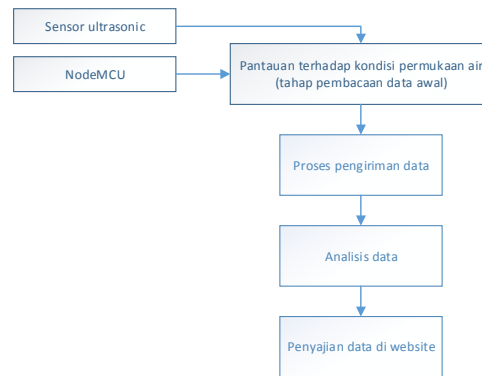 Sensor ultrasonic
NodeMCU
Pantauan terhadap kondisi permukaan air
(tahap pembacaan data awal)
Proses pengiriman data
Analisis data
Penyajian data di website